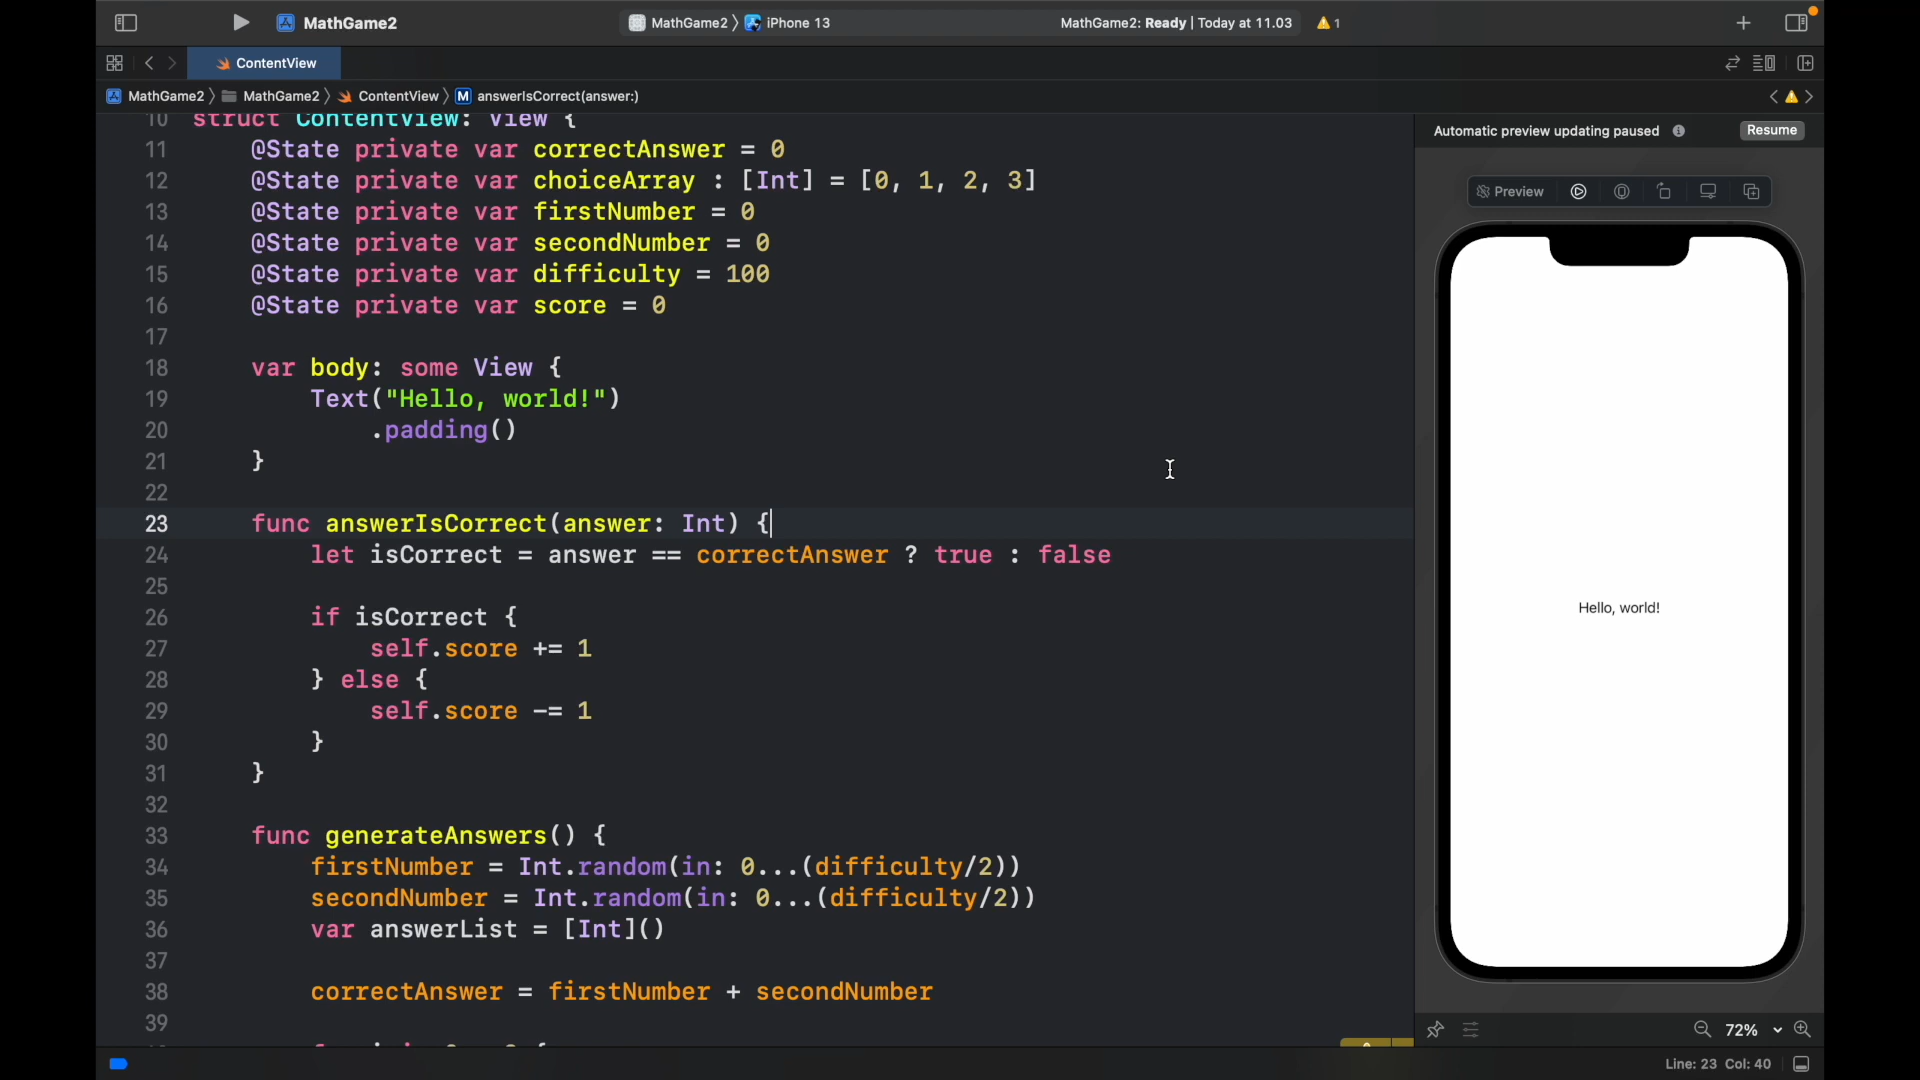 MathGame2
MathGame2 〉 iPhone 13
MathGame2: Ready | Today at 11.03
1
ContentView
MathGame2 〉 MathGame2 〉 ContentView 〉 M answerIsCorrect(answer:)
10 struct ContentView: View {
11 @State private var correctAnswer = 0
12 @State private var choiceArray : [Int] = [0, 1, 2, 3]
13 @State private var firstNumber = 0
14 @State private var secondNumber = 0
15 @State private var difficulty = 100
16 @State private var score = 0
17
18 var body: some View {
19 Text("Hello, world!")
20 .padding()
21 }
22
23 func answerIsCorrect(answer: Int) {
24 let isCorrect = answer == correctAnswer ? true : false
25
26 if isCorrect {
27 self.score += 1
28 } else {
29 self.score -= 1
30 }
31 }
32
33 func generateAnswers() {
34 firstNumber = Int.random(in: 0...(difficulty/2))
35 secondNumber = Int.random(in: 0...(difficulty/2))
36 var answerList = [Int]()
37
38 correctAnswer = firstNumber + secondNumber
39
Automatic preview updating paused
Resume
Preview
Hello, world!
72%
Line: 23 Col: 40